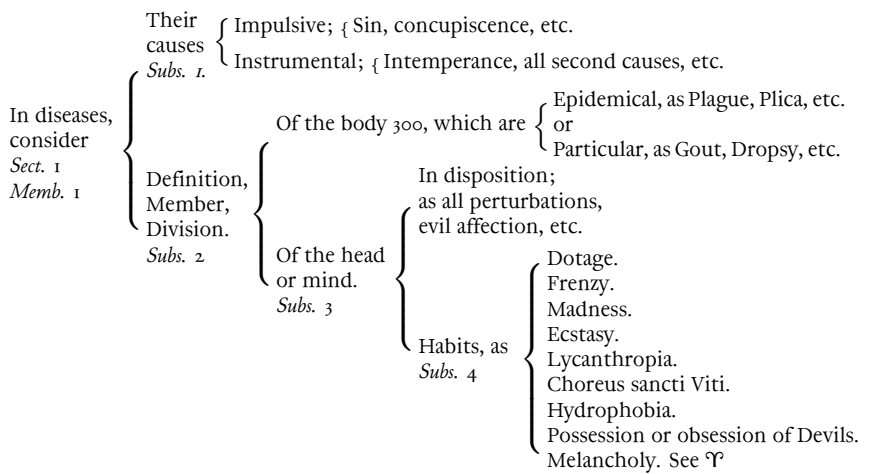 In diseases,
consider
Sect. 1
Memb. 1
Their
causes
Subs. 1.
Impulsive; { Sin, concupiscence, etc.
Instrumental; { Intemperance, all second causes, etc.
Definition,
Member,
Division.
Subs. 2
Of the body 300, which are
Epidemical, as Plague, Plica, etc.
or
Particular, as Gout, Dropsy, etc.
Of the head
or mind.
Subs. 3
In disposition;
as all perturbations,
evil affection, etc.
Habits, as
Subs. 4
Dotage.
Frenzy.
Madness.
Ecstasy.
Lycanthropia.
Choreus sancti Viti.
Hydrophobia.
Possession or obsession of Devils.
Melancholy. See ♈